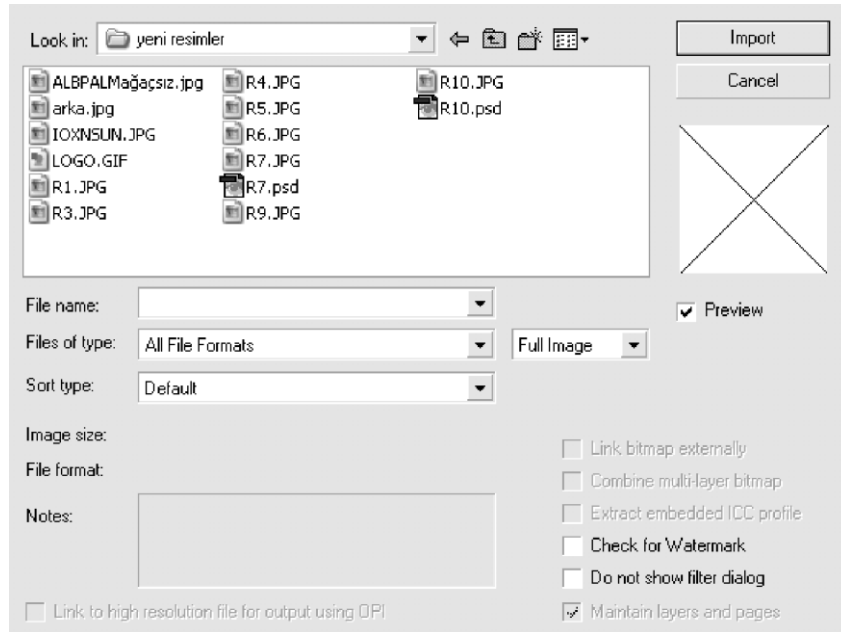 Look in: yeni resimler
Import
Cancel
ALBPALMağaçsız.jpg
arka.jpg
IOXNSUN.JPG
LOGO.GIF
R1.JPG
R3.JPG
R4.JPG
R5.JPG
R6.JPG
R7.JPG
R7.psd
R9.JPG
R10.JPG
R10.psd
Preview
File name:
Files of type: All File Formats Full Image
Sort type: Default
Image size:
File format:
Notes:
Link bitmap externally
Combine multi-layer bitmap
Extract embedded ICC profile
Check for Watermark
Do not show filter dialog
Link to high resolution file for output using OPI
Maintain layers and pages